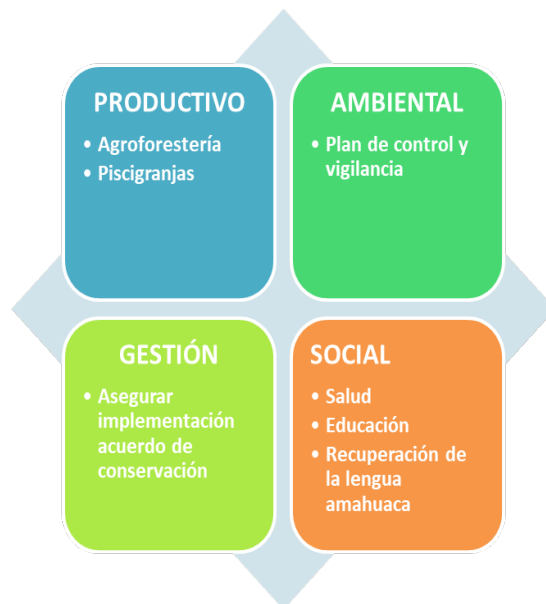 PRODUCTIVO
• Agroforestería
• Piscigranjas
AMBIENTAL
• Plan de control y
vigilancia
GESTIÓN
• Asegurar
implementación
acuerdo de
conservación
SOCIAL
• Salud
• Educación
• Recuperación de
la lengua
amahuaca